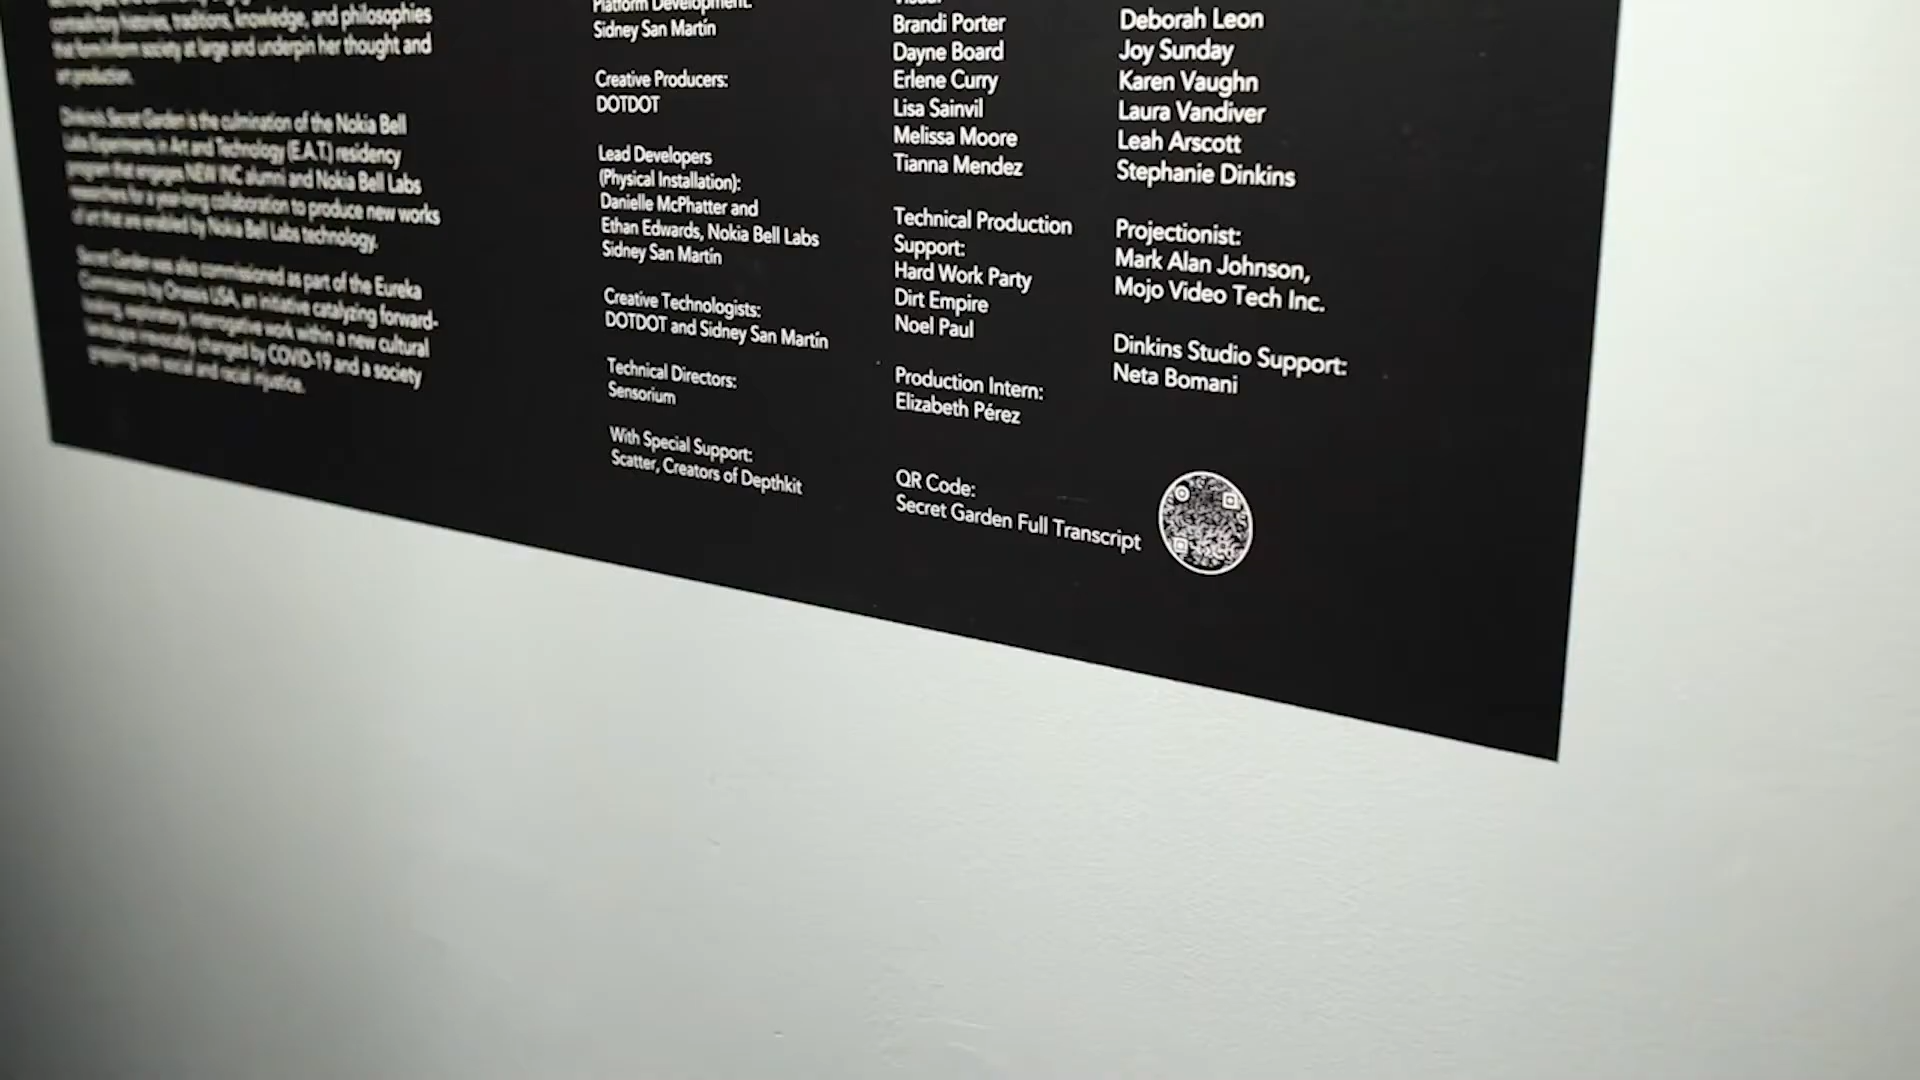 contradictory histories, traditions, knowledge, and philosophies
that form/inform society at large and underpin her thought and
art production.
Dinkins's Secret Garden is the culmination of the Nokia Bell
Labs Experiments in Art and Technology (E.A.T.) residency
program that engages NEW INC alumni and Nokia Bell Labs
researchers for a year-long collaboration to produce new works
of art that are enabled by Nokia Bell Labs technology.
Secret Garden was also commissioned as part of the Eureka
Commissions by Onassis USA, an initiative catalyzing forward-
looking, exploratory, interrogative work within a new cultural
landscape irrevocably changed by COVID-19 and a society
grappling with social and racial injustice.
Platform Development:
Sidney San Martín
Creative Producers:
DOTDOT
Lead Developers
(Physical Installation):
Danielle McPhatter and
Ethan Edwards, Nokia Bell Labs
Sidney San Martín
Creative Technologists:
DOTDOT and Sidney San Martín
Technical Directors:
Sensorium
With Special Support:
Scatter, Creators of Depthkit
Brandi Porter
Dayne Board
Erlene Curry
Lisa Sainvil
Melissa Moore
Tianna Mendez
Technical Production
Support:
Hard Work Party
Dirt Empire
Noel Paul
Production Intern:
Elizabeth Pérez
QR Code:
Secret Garden Full Transcript
Deborah Leon
Joy Sunday
Karen Vaughn
Laura Vandiver
Leah Arscott
Stephanie Dinkins
Projectionist:
Mark Alan Johnson,
Mojo Video Tech Inc.
Dinkins Studio Support:
Neta Bomani